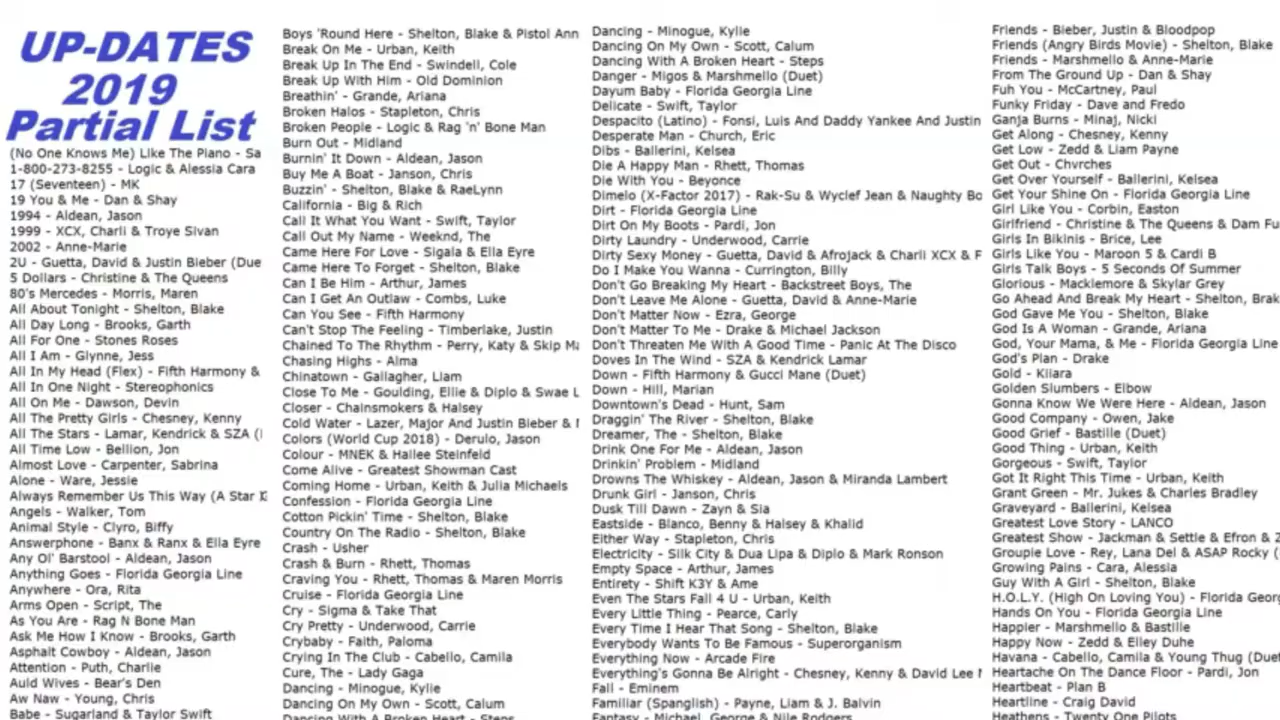 UP-DATES
2019
Partial List
(No One Knows Me) Like The Piano - Sa
1-800-273-8255 - Logic & Alessia Cara
17 (Seventeen) - MK
19 You & Me - Dan & Shay
1994 - Aldean, Jason
1999 - XCX, Charli & Troye Sivan
2002 - Anne-Marie
2U - Guetta, David & Justin Bieber (Due
5 Dollars - Christine & The Queens
80's Mercedes - Morris, Maren
All About Tonight - Shelton, Blake
All Day Long - Brooks, Garth
All For One - Stones Roses
All I Am - Glynne, Jess
All In My Head (Flex) - Fifth Harmony &
All In One Night - Stereophonics
All On Me - Dawson, Devin
All The Pretty Girls - Chesney, Kenny
All The Stars - Lamar, Kendrick & SZA (
All Time Low - Bellion, Jon
Almost Love - Carpenter, Sabrina
Alone - Ware, Jessie
Always Remember Us This Way (A Star
Angels - Walker, Tom
Animal Style - Clyro, Biffy
Answerphone - Banx & Ranx & Ella Eyre
Any Ol' Barstool - Aldean, Jason
Anything Goes - Florida Georgia Line
Anywhere - Ora, Rita
Arms Open - Script, The
As You Are - Rag N Bone Man
Ask Me How I Know - Brooks, Garth
Asphalt Cowboy - Aldean, Jason
Attention - Puth, Charlie
Auld Wives - Bear's Den
Aw Naw - Young, Chris
Babe - Sugarland & Taylor Swift
Boys 'Round Here - Shelton, Blake & Pistol Ann
Break On Me - Urban, Keith
Break Up In The End - Swindell, Cole
Break Up With Him - Old Dominion
Breathin' - Grande, Ariana
Broken Halos - Stapleton, Chris
Broken People - Logic & Rag 'n' Bone Man
Burn Out - Midland
Burnin' It Down - Aldean, Jason
Buy Me A Boat - Janson, Chris
Buzzin' - Shelton, Blake & RaeLynn
California - Big & Rich
Call It What You Want - Swift, Taylor
Call Out My Name - Weeknd, The
Came Here For Love - Sigala & Ella Eyre
Came Here To Forget - Shelton, Blake
Can I Be Him - Arthur, James
Can I Get An Outlaw - Combs, Luke
Can You See - Fifth Harmony
Can't Stop The Feeling - Timberlake, Justin
Chained To The Rhythm - Perry, Katy & Skip Ma
Chasing Highs - Alma
Chinatown - Gallagher, Liam
Close To Me - Goulding, Ellie & Diplo & Swae L
Closer - Chainsmokers & Halsey
Cold Water - Lazer, Major And Justin Bieber &
Colors (World Cup 2018) - Derulo, Jason
Colour - MNEK & Hailee Steinfeld
Come Alive - Greatest Showman Cast
Coming Home - Urban, Keith & Julia Michaels
Confession - Florida Georgia Line
Cotton Pickin' Time - Shelton, Blake
Country On The Radio - Shelton, Blake
Crash - Usher
Crash & Burn - Rhett, Thomas
Craving You - Rhett, Thomas & Maren Morris
Cruise - Florida Georgia Line
Cry - Sigma & Take That
Cry Pretty - Underwood, Carrie
Crybaby - Faith, Paloma
Crying In The Club - Cabello, Camila
Cure, The - Lady Gaga
Dancing - Minogue, Kylie
Dancing On My Own - Scott, Calum
Dancing With A Broken Heart - Steps
Dancing - Minogue, Kylie
Dancing On My Own - Scott, Calum
Dancing With A Broken Heart - Steps
Danger - Migos & Marshmello (Duet)
Dayum Baby - Florida Georgia Line
Delicate - Swift, Taylor
Despacito (Latino) - Fonsi, Luis And Daddy Yankee And Justin
Desperate Man - Church, Eric
Dibs - Ballerini, Kelsea
Die A Happy Man - Rhett, Thomas
Die With You - Beyonce
Dimelo (X-Factor 2017) - Rak-Su & Wyclef Jean & Naughty Bo
Dirt - Florida Georgia Line
Dirt On My Boots - Pardi, Jon
Dirty Laundry - Underwood, Carrie
Dirty Sexy Money - Guetta, David & Afrojack & Charli XCX & F
Do I Make You Wanna - Currington, Billy
Don't Go Breaking My Heart - Backstreet Boys, The
Don't Leave Me Alone - Guetta, David & Anne-Marie
Don't Matter Now - Ezra, George
Don't Matter To Me - Drake & Michael Jackson
Don't Threaten Me With A Good Time - Panic At The Disco
Doves In The Wind - SZA & Kendrick Lamar
Down - Fifth Harmony & Gucci Mane (Duet)
Down - Hill, Marian
Downtown's Dead - Hunt, Sam
Draggin' The River - Shelton, Blake
Dreamer, The - Shelton, Blake
Drink One For Me - Aldean, Jason
Drinkin' Problem - Midland
Drowns The Whiskey - Aldean, Jason & Miranda Lambert
Drunk Girl - Janson, Chris
Dusk Till Dawn - Zayn & Sia
Eastside - Blanco, Benny & Halsey & Khalid
Either Way - Stapleton, Chris
Electricity - Silk City & Dua Lipa & Diplo & Mark Ronson
Empty Space - Arthur, James
Entirety - Shift K3Y & Ame
Even The Stars Fall 4 U - Urban, Keith
Every Little Thing - Pearce, Carly
Every Time I Hear That Song - Shelton, Blake
Everybody Wants To Be Famous - Superorganism
Everything Now - Arcade Fire
Everything's Gonna Be Alright - Chesney, Kenny & David Lee
Fall - Eminem
Familiar (Spanglish) - Payne, Liam & J. Balvin
Fantasy - Michael, George & Nile Rodgers
Friends - Bieber, Justin & Bloodpop
Friends (Angry Birds Movie) - Shelton, Blake
Friends - Marshmello & Anne-Marie
From The Ground Up - Dan & Shay
Fuh You - McCartney, Paul
Funky Friday - Dave and Fredo
Ganja Burns - Minaj, Nicki
Get Along - Chesney, Kenny
Get Low - Zedd & Liam Payne
Get Out - Chvrches
Get Over Yourself - Ballerini, Kelsea
Get Your Shine On - Florida Georgia Line
Girl Like You - Corbin, Easton
Girlfriend - Christine & The Queens & Dam Fu
Girls In Bikinis - Brice, Lee
Girls Like You - Maroon 5 & Cardi B
Girls Talk Boys - 5 Seconds Of Summer
Glorious - Macklemore & Skylar Grey
Go Ahead And Break My Heart - Shelton, Blak
God Gave Me You - Shelton, Blake
God Is A Woman - Grande, Ariana
God, Your Mama, & Me - Florida Georgia Line
God's Plan - Drake
Gold - Kiiara
Golden Slumbers - Elbow
Gonna Know We Were Here - Aldean, Jason
Good Company - Owen, Jake
Good Grief - Bastille (Duet)
Good Thing - Urban, Keith
Gorgeous - Swift, Taylor
Got It Right This Time - Urban, Keith
Grant Green - Mr. Jukes & Charles Bradley
Graveyard - Ballerini, Kelsea
Greatest Love Story - LANCO
Greatest Show - Jackman & Settle & Efron & Z
Groupie Love - Rey, Lana Del & ASAP Rocky (
Growing Pains - Cara, Alessia
Guy With A Girl - Shelton, Blake
H.O.L.Y. (High On Loving You) - Florida Georg
Hands On You - Florida Georgia Line
Happier - Marshmello & Bastille
Happy Now - Zedd & Elley Duhe
Havana - Cabello, Camila & Young Thug (Duet
Heartache On The Dance Floor - Pardi, Jon
Heartbeat - Plan B
Heartline - Craig David
Heathens - Twenty One Pilots